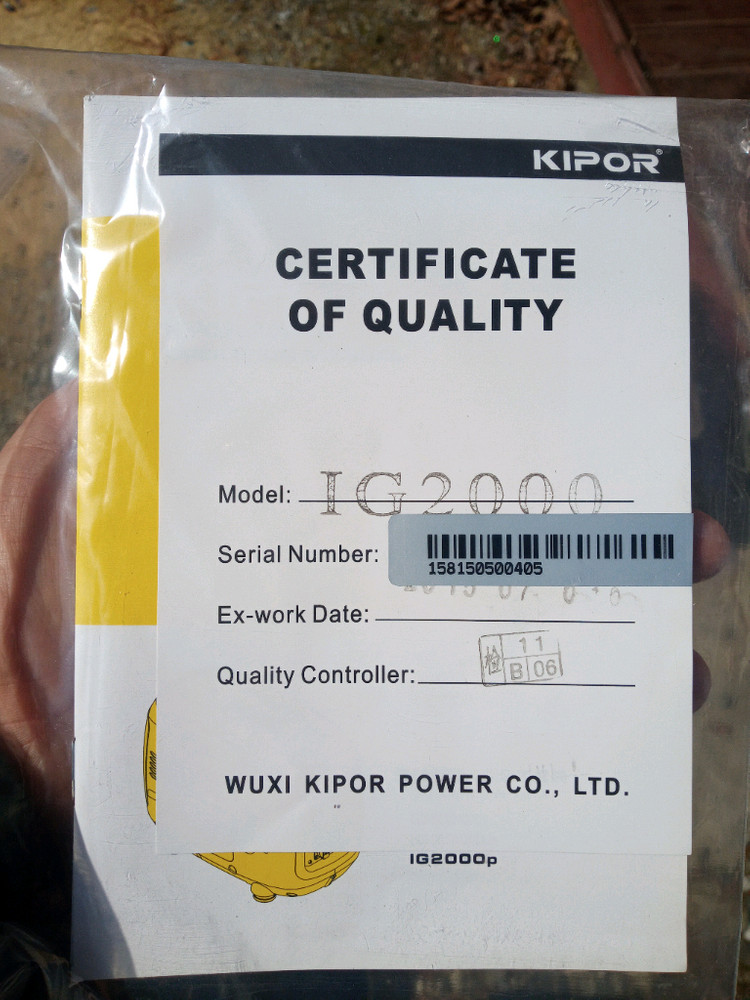 KIPOR®
CERTIFICATE
OF QUALITY
Model: IG2000
Serial Number:
158150500405
Ex-work Date:
Quality Controller:
检 11
B 06
WUXI KIPOR POWER CO., LTD.
IG2000p